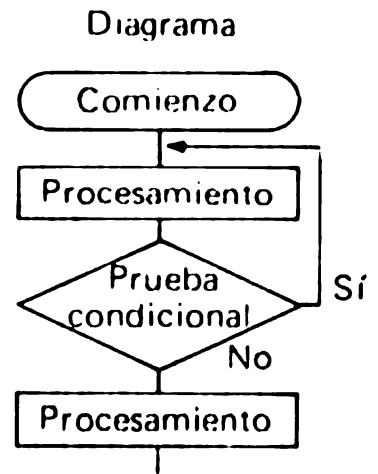 Diagrama
Comienzo
Procesamiento
Prueba
condicional
Sí
No
Procesamiento